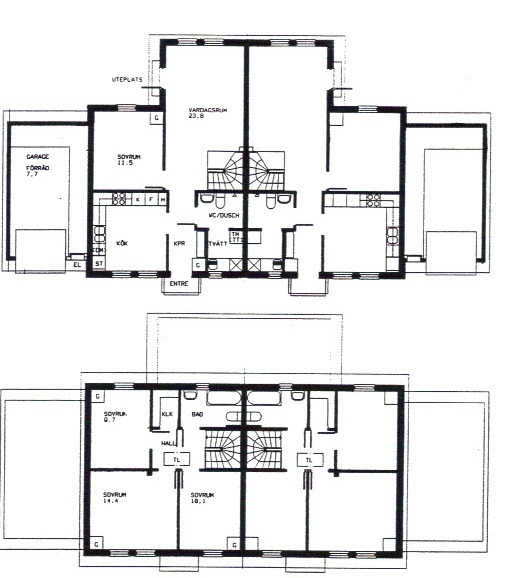 UTEPLATS
VARDAGSRUM
23,8
G
GARAGE
FÖRRÅD
7,7
SOVRUM
11,5
K F M
WC/DUSCH
KÖK
KPR
TVÄTT
TM
TT
ST
EL
G
ENTRE
G
SOVRUM
9,7
KLK
BAD
HALL
TL
TL
SOVRUM
14,4
SOVRUM
10,1
G
G